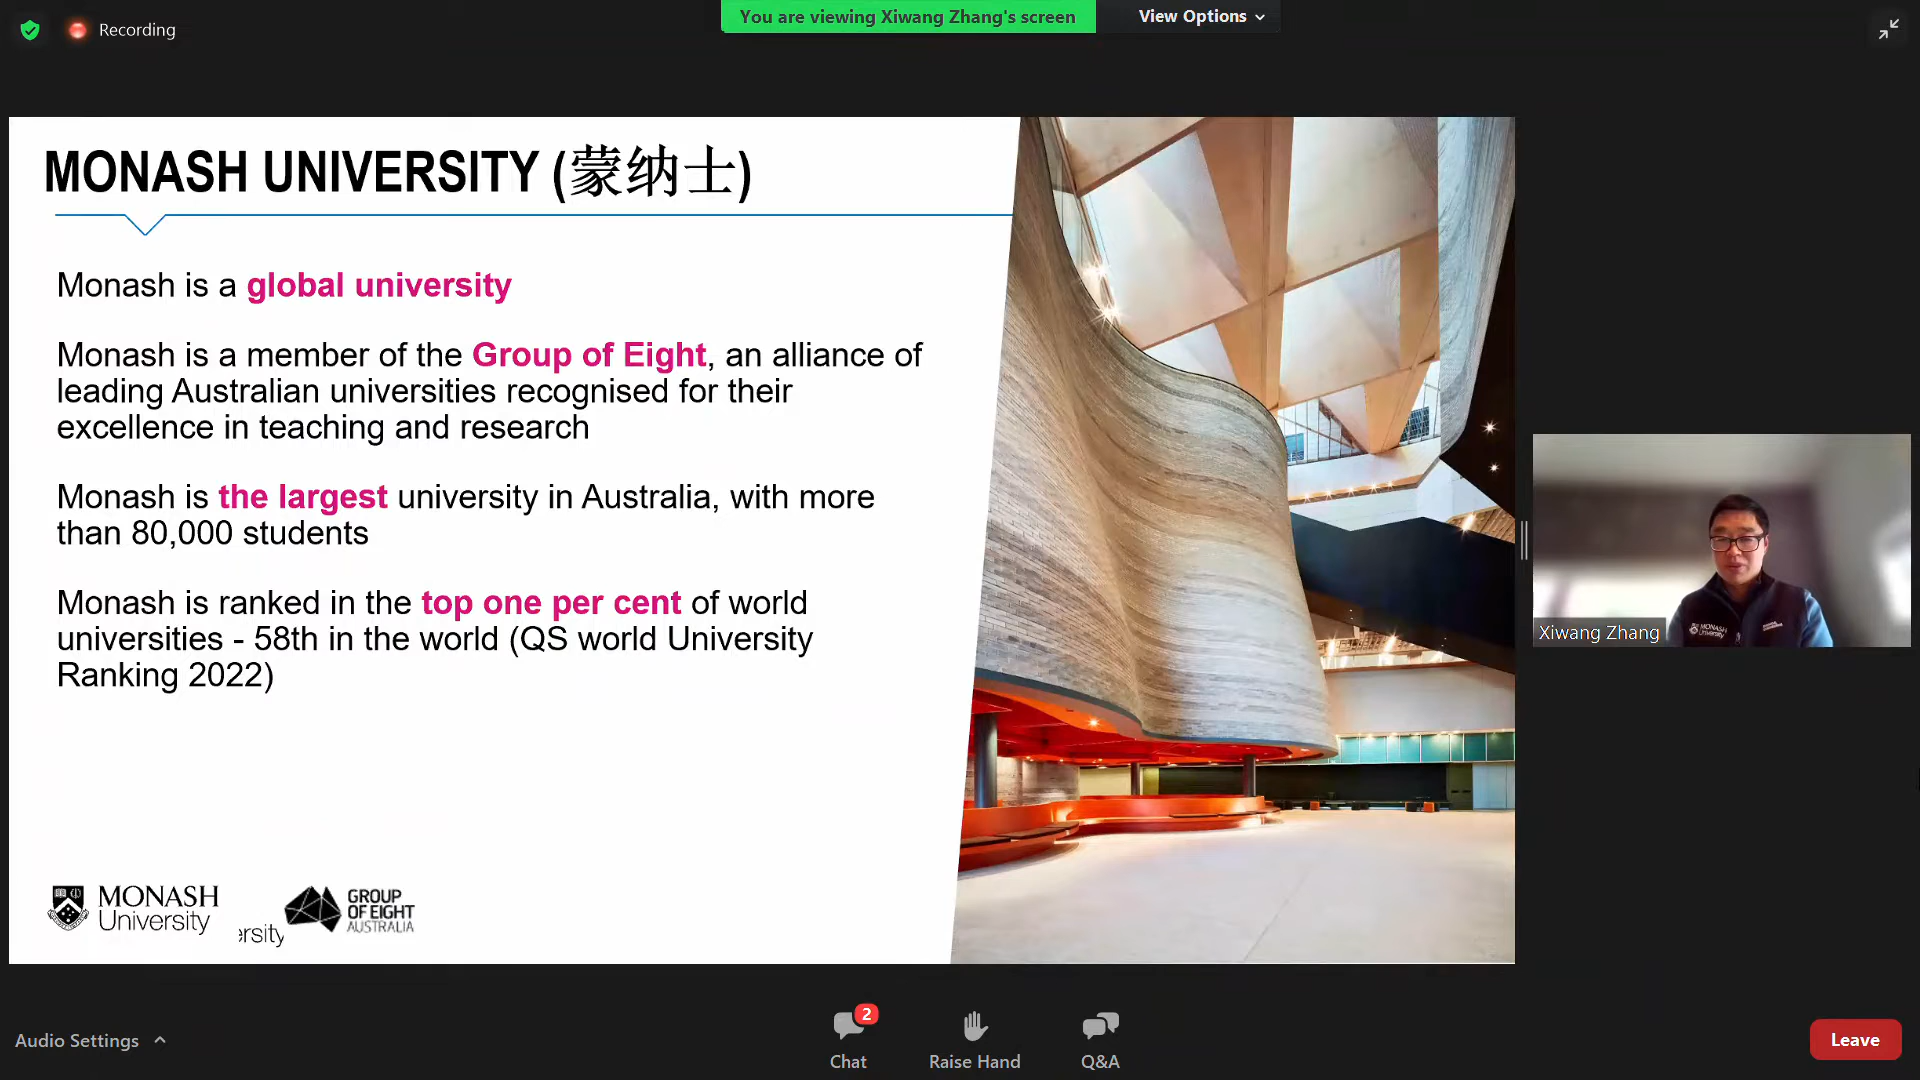 Recording
You are viewing Xiwang Zhang's screen
View Options
MONASH UNIVERSITY (蒙纳士)
Monash is a global university
Monash is a member of the Group of Eight, an alliance of
leading Australian universities recognised for their
excellence in teaching and research
Monash is the largest university in Australia, with more
than 80,000 students
Monash is ranked in the top one per cent of world
universities - 58th in the world (QS world University
Ranking 2022)
MONASH
University
ersity
GROUP
OF EIGHT
AUSTRALIA
MONASH
University
Xiwang Zhang
Audio Settings
2
Chat
Raise Hand
Q&A
Leave